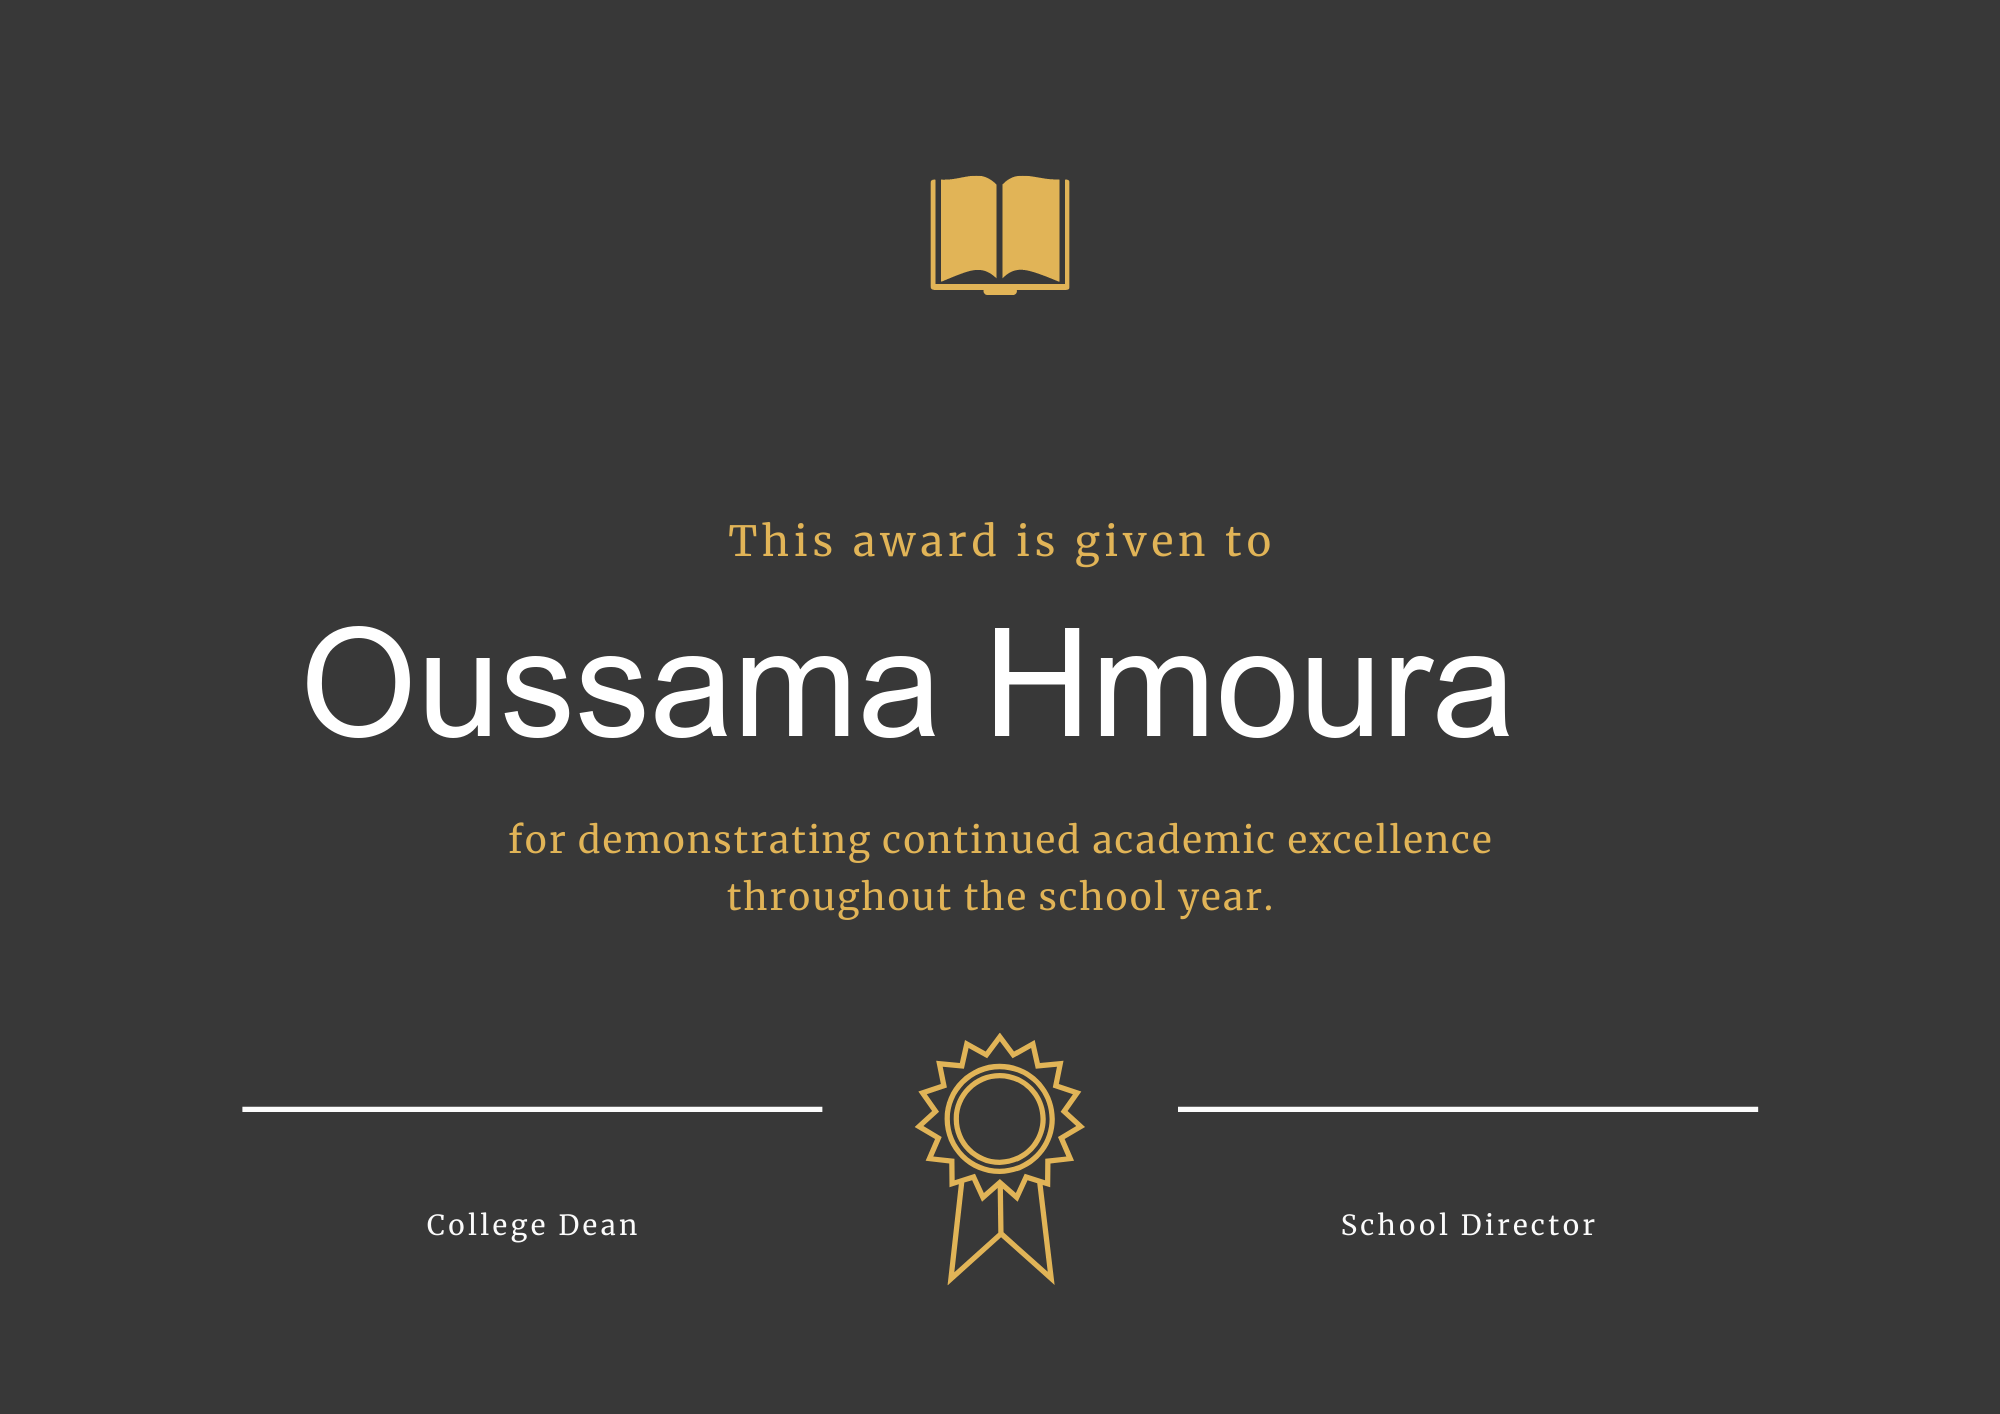 This award is given to
Oussama Hmoura
for demonstrating continued academic excellence
throughout the school year.
College Dean
School Director